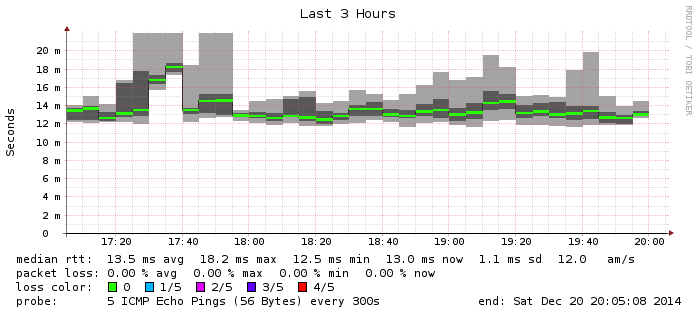 Last 3 Hours
RRDTOOL / TOBI OETIKER
Seconds
20 m
18 m
16 m
14 m
12 m
10 m
8 m
6 m
4 m
2 m
0
17:20 17:40 18:00 18:20 18:40 19:00 19:20 19:40 20:00
median rtt: 13.5 ms avg 18.2 ms max 12.5 ms min 13.0 ms now 1.1 ms sd 12.0 am/s
packet loss: 0.00 % avg 0.00 % max 0.00 % min 0.00 % now
loss color: 0 1/5 2/5 3/5 4/5
probe: 5 ICMP Echo Pings (56 Bytes) every 300s end: Sat Dec 20 20:05:08 2014